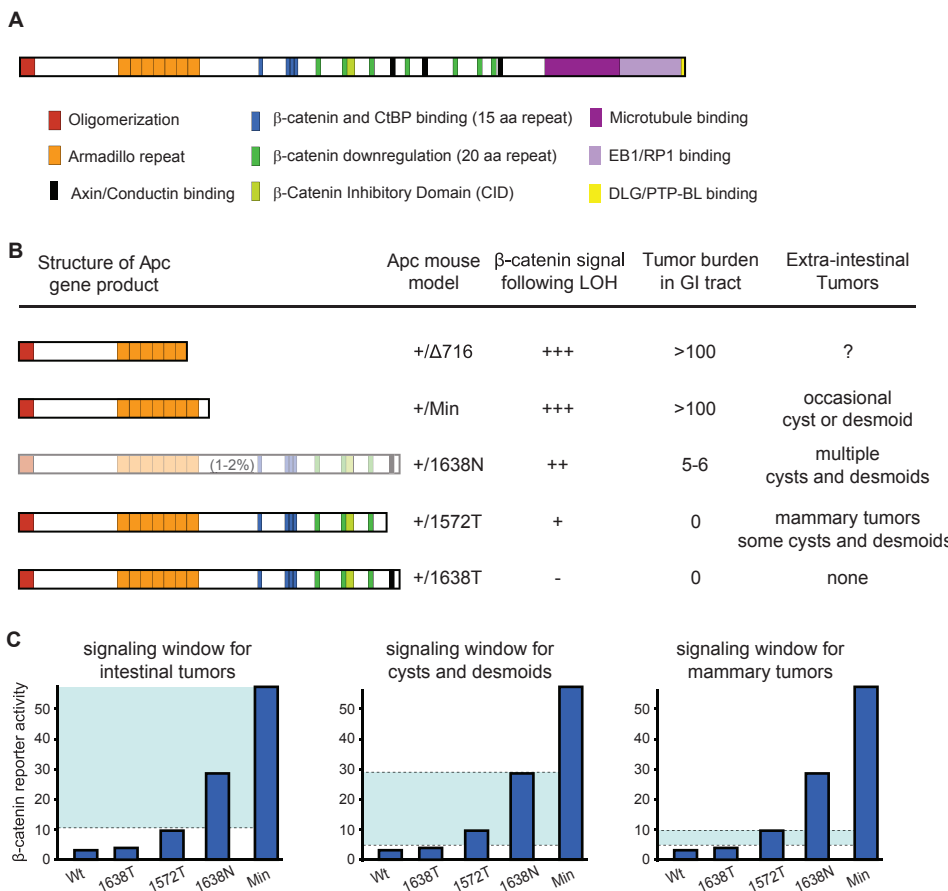 A
Oligomerization
Armadillo repeat
Axin/Conductin binding
β-catenin and CtBP binding (15 aa repeat)
β-catenin downregulation (20 aa repeat)
β-Catenin Inhibitory Domain (CID)
Microtubule binding
EB1/RP1 binding
DLG/PTP-BL binding
B
Structure of Apc
gene product
Apc mouse
model
β-catenin signal
following LOH
Tumor burden
in GI tract
Extra-intestinal
Tumors
+/Δ716 +++ >100 ?
+/Min +++ >100 occasional
cyst or desmoid
(1-2%) +/1638N ++ 5-6 multiple
cysts and desmoids
+/1572T + 0 mammary tumors
some cysts and desmoids
+/1638T - 0 none
C
signaling window for
intestinal tumors
β-catenin reporter activity
50
40
30
20
10
0
Wt 1638T 1572T 1638N Min
signaling window for
cysts and desmoids
50
40
30
20
10
0
Wt 1638T 1572T 1638N Min
signaling window for
mammary tumors
50
40
30
20
10
0
Wt 1638T 1572T 1638N Min